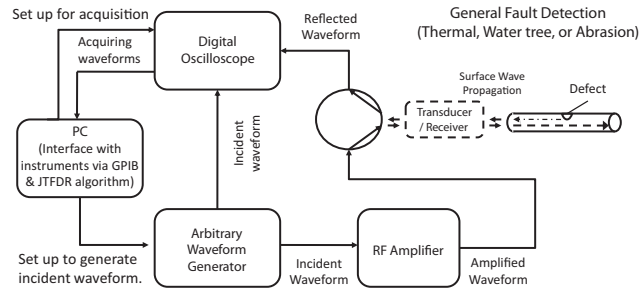 Set up for acquisition
Acquiring
waveforms
Digital
Oscilloscope
Reflected
Waveform
General Fault Detection
(Thermal, Water tree, or Abrasion)
Surface Wave
Propagation
Defect
Transducer
/ Receiver
PC
(Interface with
instruments via GPIB
& JTFDR algorithm)
Incident
waveform
Set up to generate
incident waveform.
Arbitrary
Waveform
Generator
Incident
Waveform
RF Amplifier
Amplified
Waveform